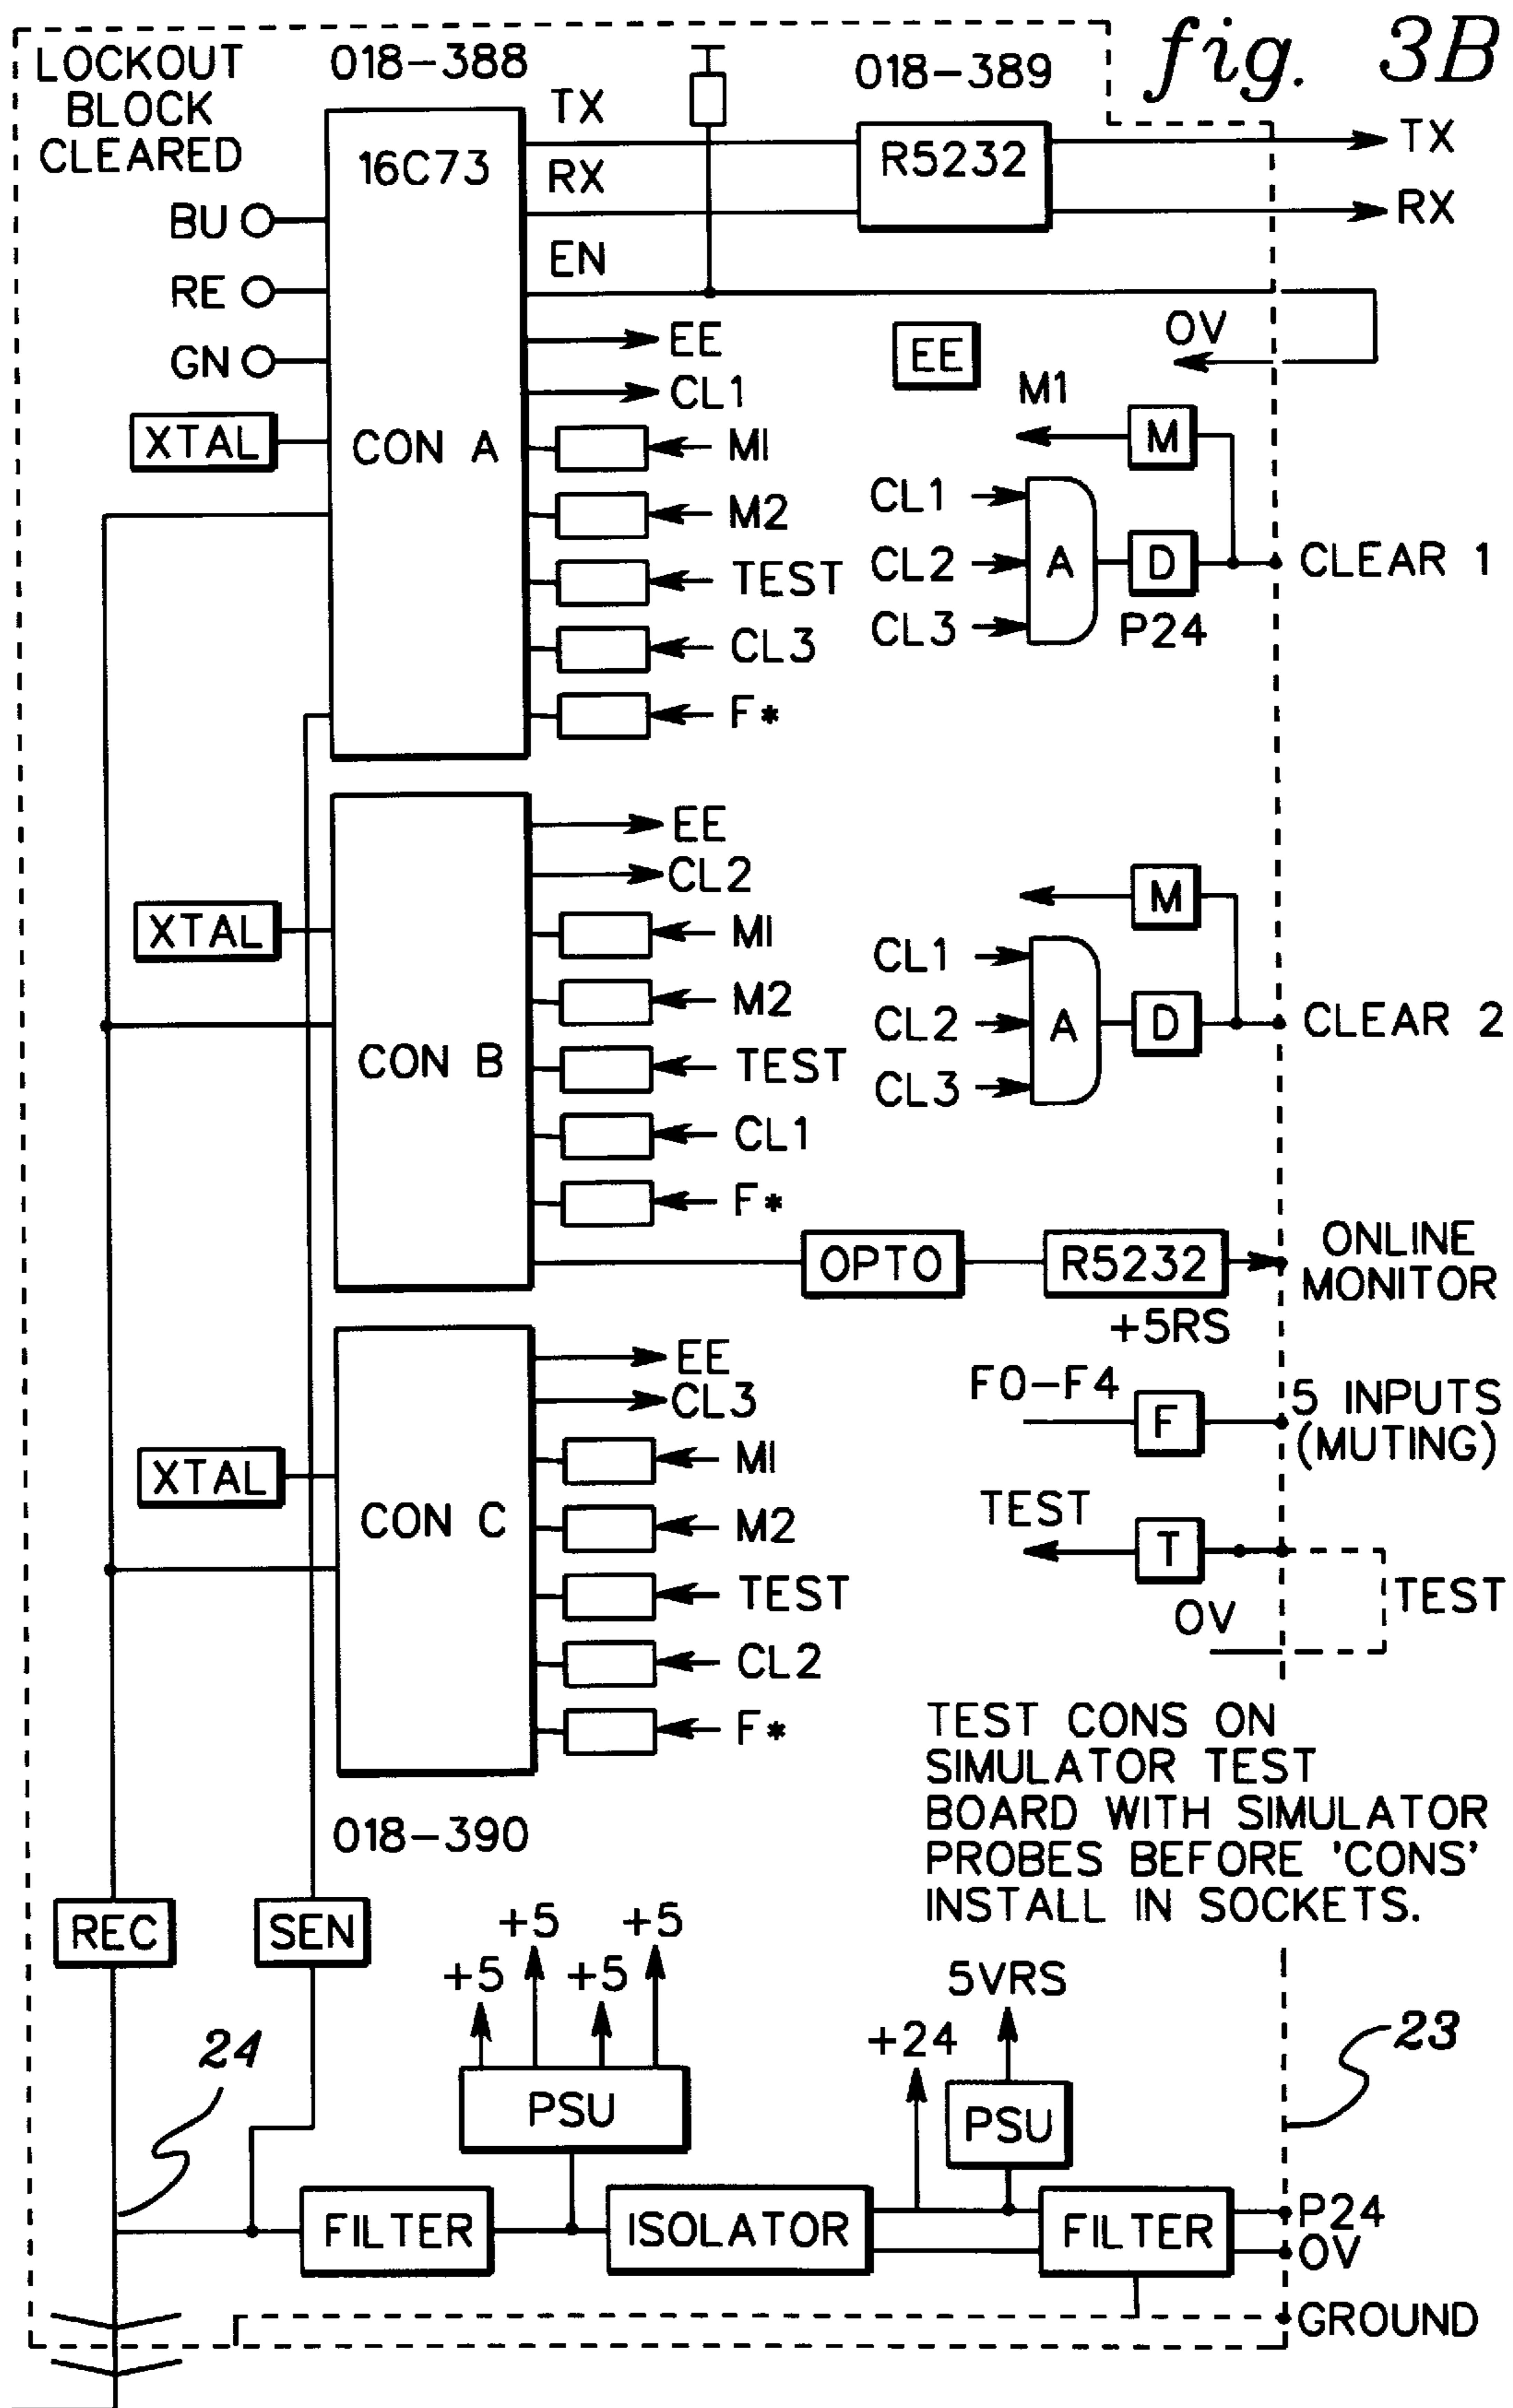 fig. 3B
LOCKOUT
BLOCK
CLEARED
018-388
018-389
TX
RX
EN
16C73
R5232
TX
RX
BU
RE
GN
XTAL
CON A
EE
CL1
MI
M2
TEST
CL3
F*
EE
OV
M1
M
CL1
CL2
CL3
A
D
P24
CLEAR 1
XTAL
CON B
EE
CL2
MI
M2
TEST
CL1
F*
M
CL1
CL2
CL3
A
D
CLEAR 2
OPTO
R5232
+5RS
ONLINE
MONITOR
XTAL
CON C
EE
CL3
MI
M2
TEST
CL2
F*
018-390
F0-F4
F
5 INPUTS
(MUTING)
TEST
T
OV
TEST
TEST CONS ON
SIMULATOR TEST
BOARD WITH SIMULATOR
PROBES BEFORE 'CONS'
INSTALL IN SOCKETS.
REC
SEN
+5
+5
+5
+5
PSU
+24
5VRS
PSU
24
23
FILTER
ISOLATOR
FILTER
P24
OV
GROUND